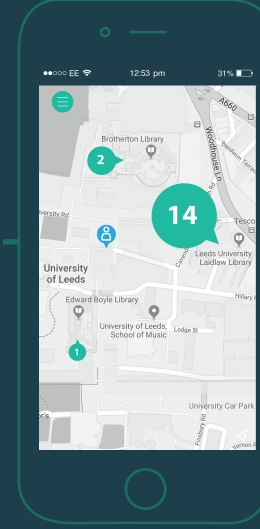 EE 12:53 pm 31%
A660
Woodhouse Ln
Brotherton Library
2
14
Tesco
Leeds University
Laidlaw Library
University
of Leeds
Edward Boyle Library
University of Leeds,
School of Music
Lodge St
1
University Car Park